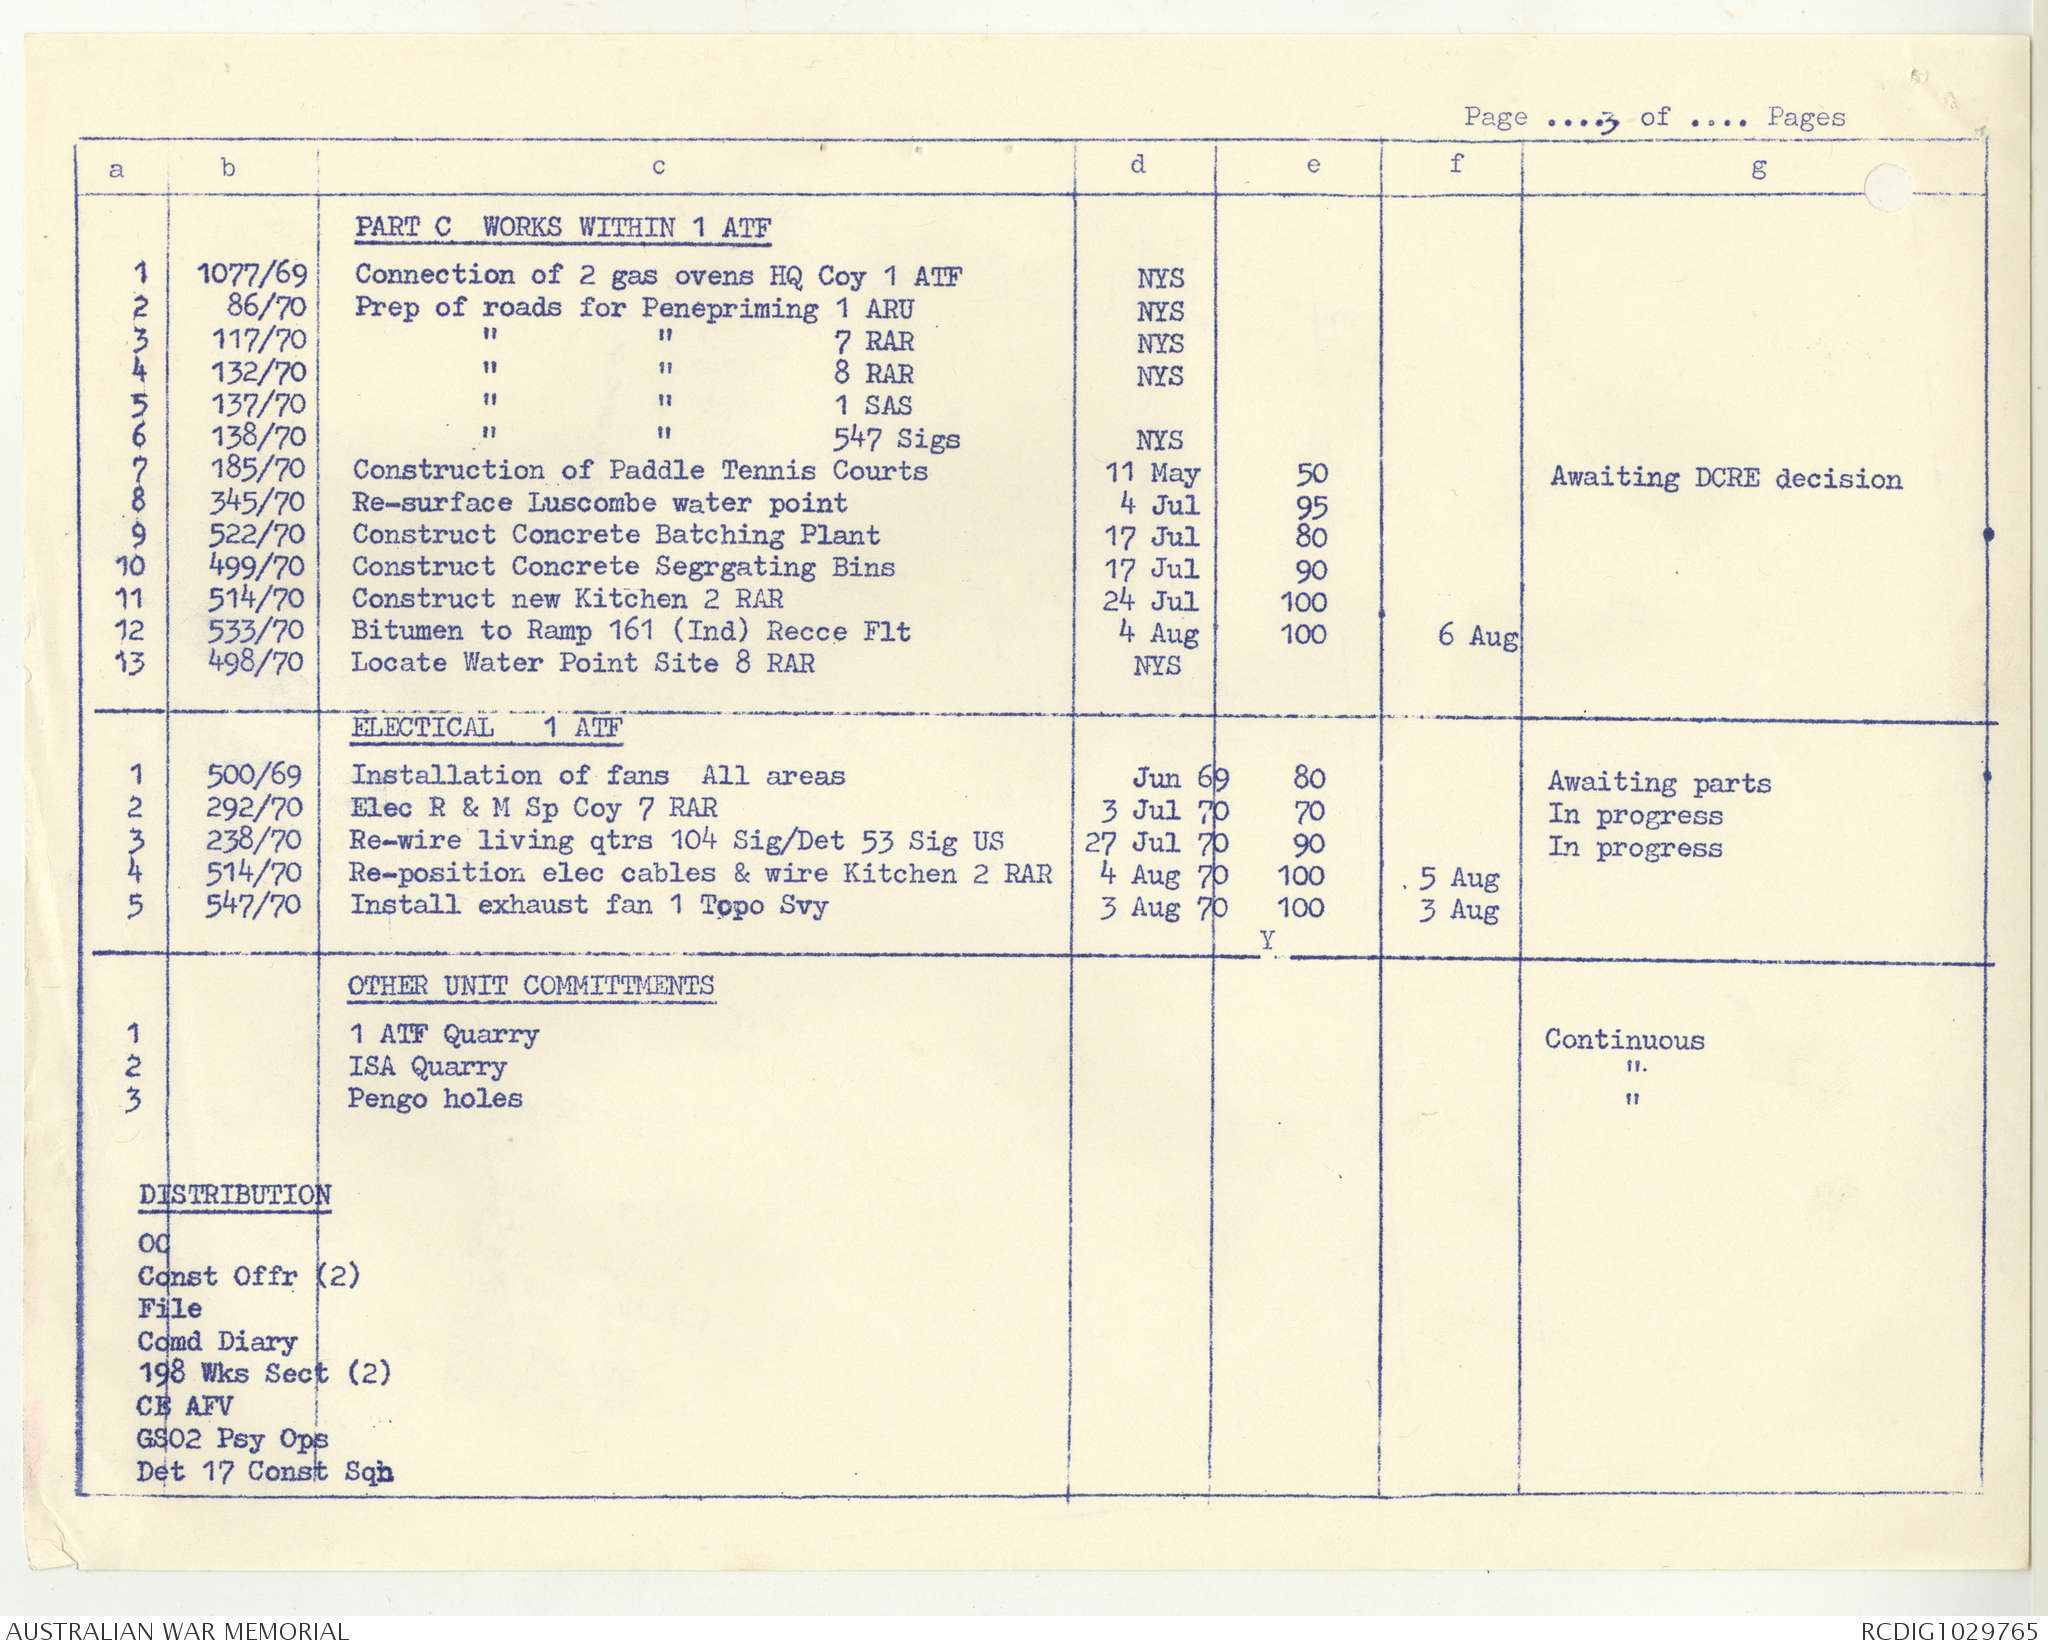 Page ....3 of .... Pages
a b c d e f g
PART C WORKS WITHIN 1 ATF
1 1077/69 Connection of 2 gas ovens HQ Coy 1 ATF NYS
2 86/70 Prep of roads for Penepriming 1 ARU NYS
3 117/70 " " 7 RAR NYS
4 132/70 " " 8 RAR NYS
5 137/70 " " 1 SAS
6 138/70 " " 547 Sigs NYS
7 185/70 Construction of Paddle Tennis Courts 11 May 50 Awaiting DCRE decision
8 345/70 Re-surface Luscombe water point 4 Jul 95
9 522/70 Construct Concrete Batching Plant 17 Jul 80
10 499/70 Construct Concrete Segrgating Bins 17 Jul 90
11 514/70 Construct new Kitchen 2 RAR 24 Jul 100
12 533/70 Bitumen to Ramp 161 (Ind) Recce Flt 4 Aug 100 6 Aug
13 498/70 Locate Water Point Site 8 RAR NYS
ELECTICAL 1 ATF
1 500/69 Installation of fans All areas Jun 69 80 Awaiting parts
2 292/70 Elec R & M Sp Coy 7 RAR 3 Jul 70 70 In progress
3 238/70 Re-wire living qtrs 104 Sig/Det 53 Sig US 27 Jul 70 90 In progress
4 514/70 Re-position elec cables & wire Kitchen 2 RAR 4 Aug 70 100 . 5 Aug
5 547/70 Install exhaust fan 1 Topo Svy 3 Aug 70 100 3 Aug
Y
OTHER UNIT COMMITTMENTS
1 1 ATF Quarry Continuous
2 ISA Quarry "
3 Pengo holes "
DISTRIBUTION
OC
Const Offr (2)
File
Comd Diary
198 Wks Sect (2)
CE AFV
GSO2 Psy Ops
Det 17 Const Sqn
AUSTRALIAN WAR MEMORIAL RCDIG1029765